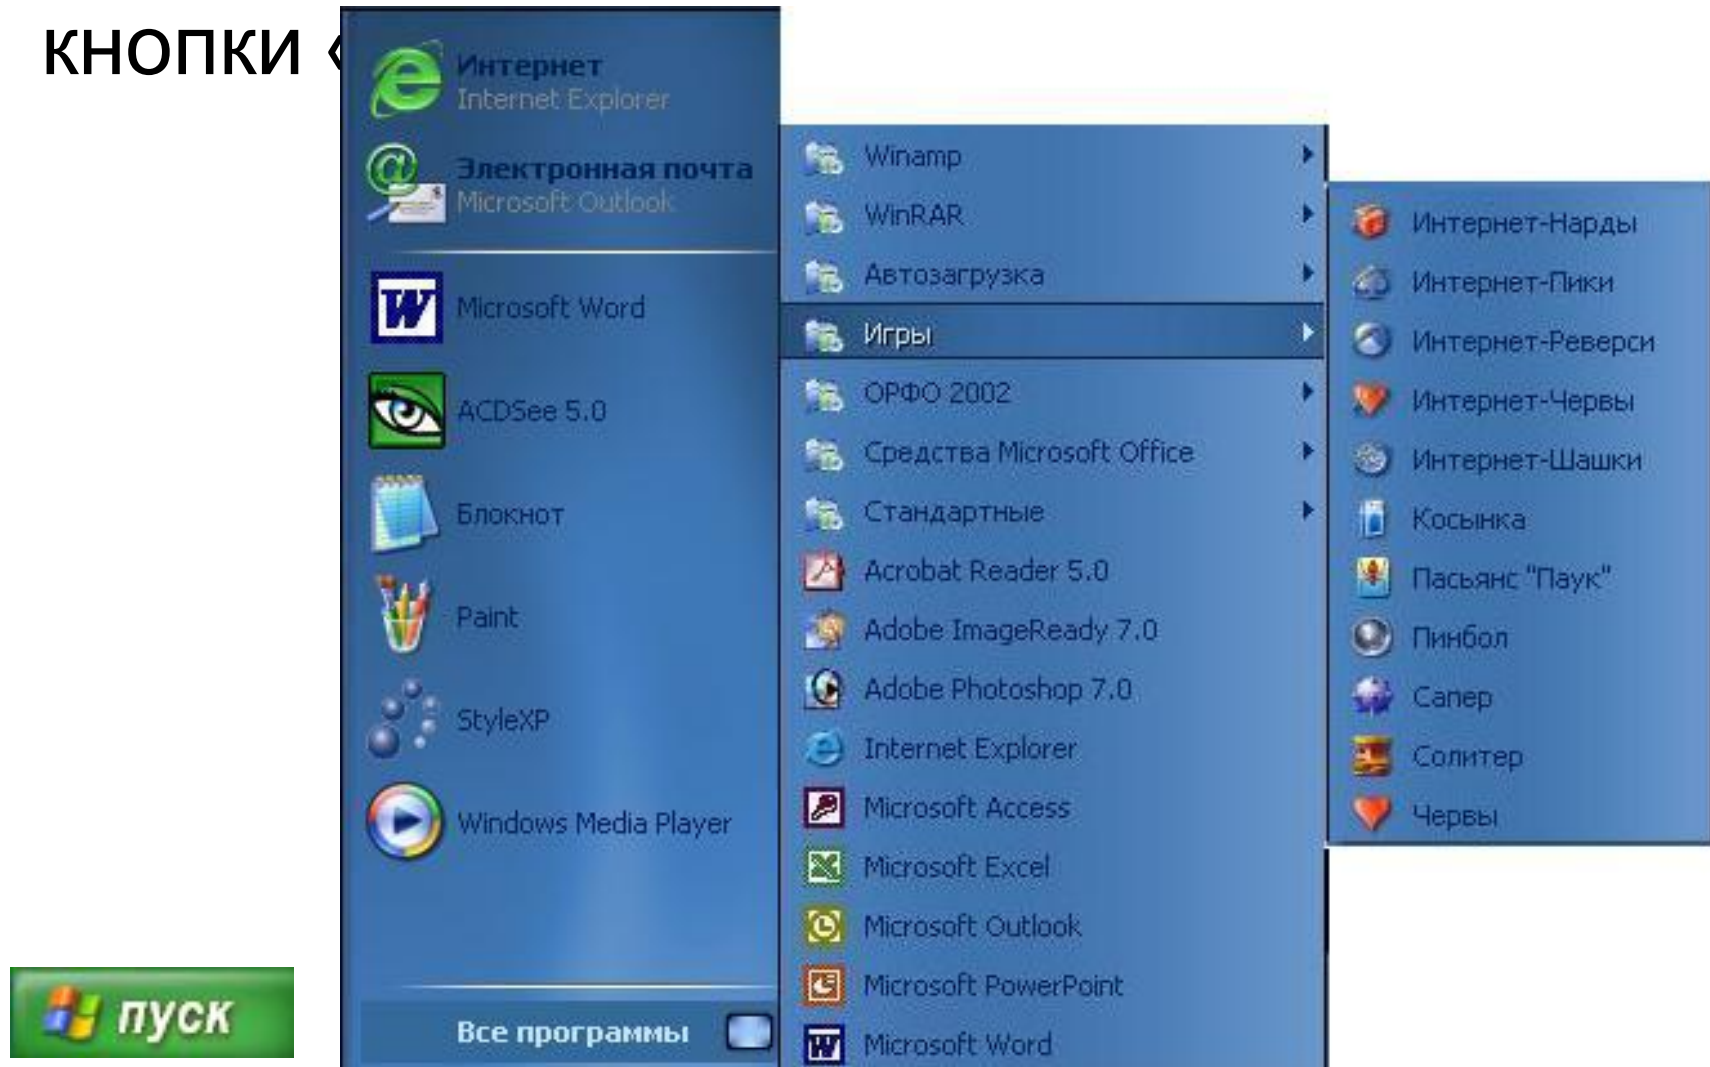 кнопки «
Интернет
Internet Explorer
Электронная почта
Microsoft Outlook
Microsoft Word
ACDSee 5.0
Блокнот
Paint
StyleXP
Windows Media Player
Все программы
пуск
Winamp
WinRAR
Автозагрузка
Игры
ОРФО 2002
Средства Microsoft Office
Стандартные
Acrobat Reader 5.0
Adobe ImageReady 7.0
Adobe Photoshop 7.0
Internet Explorer
Microsoft Access
Microsoft Excel
Microsoft Outlook
Microsoft PowerPoint
Microsoft Word
Интернет-Нарды
Интернет-Пики
Интернет-Реверси
Интернет-Червы
Интернет-Шашки
Косынка
Пасьянс "Паук"
Пинбол
Сапер
Солитер
Червы